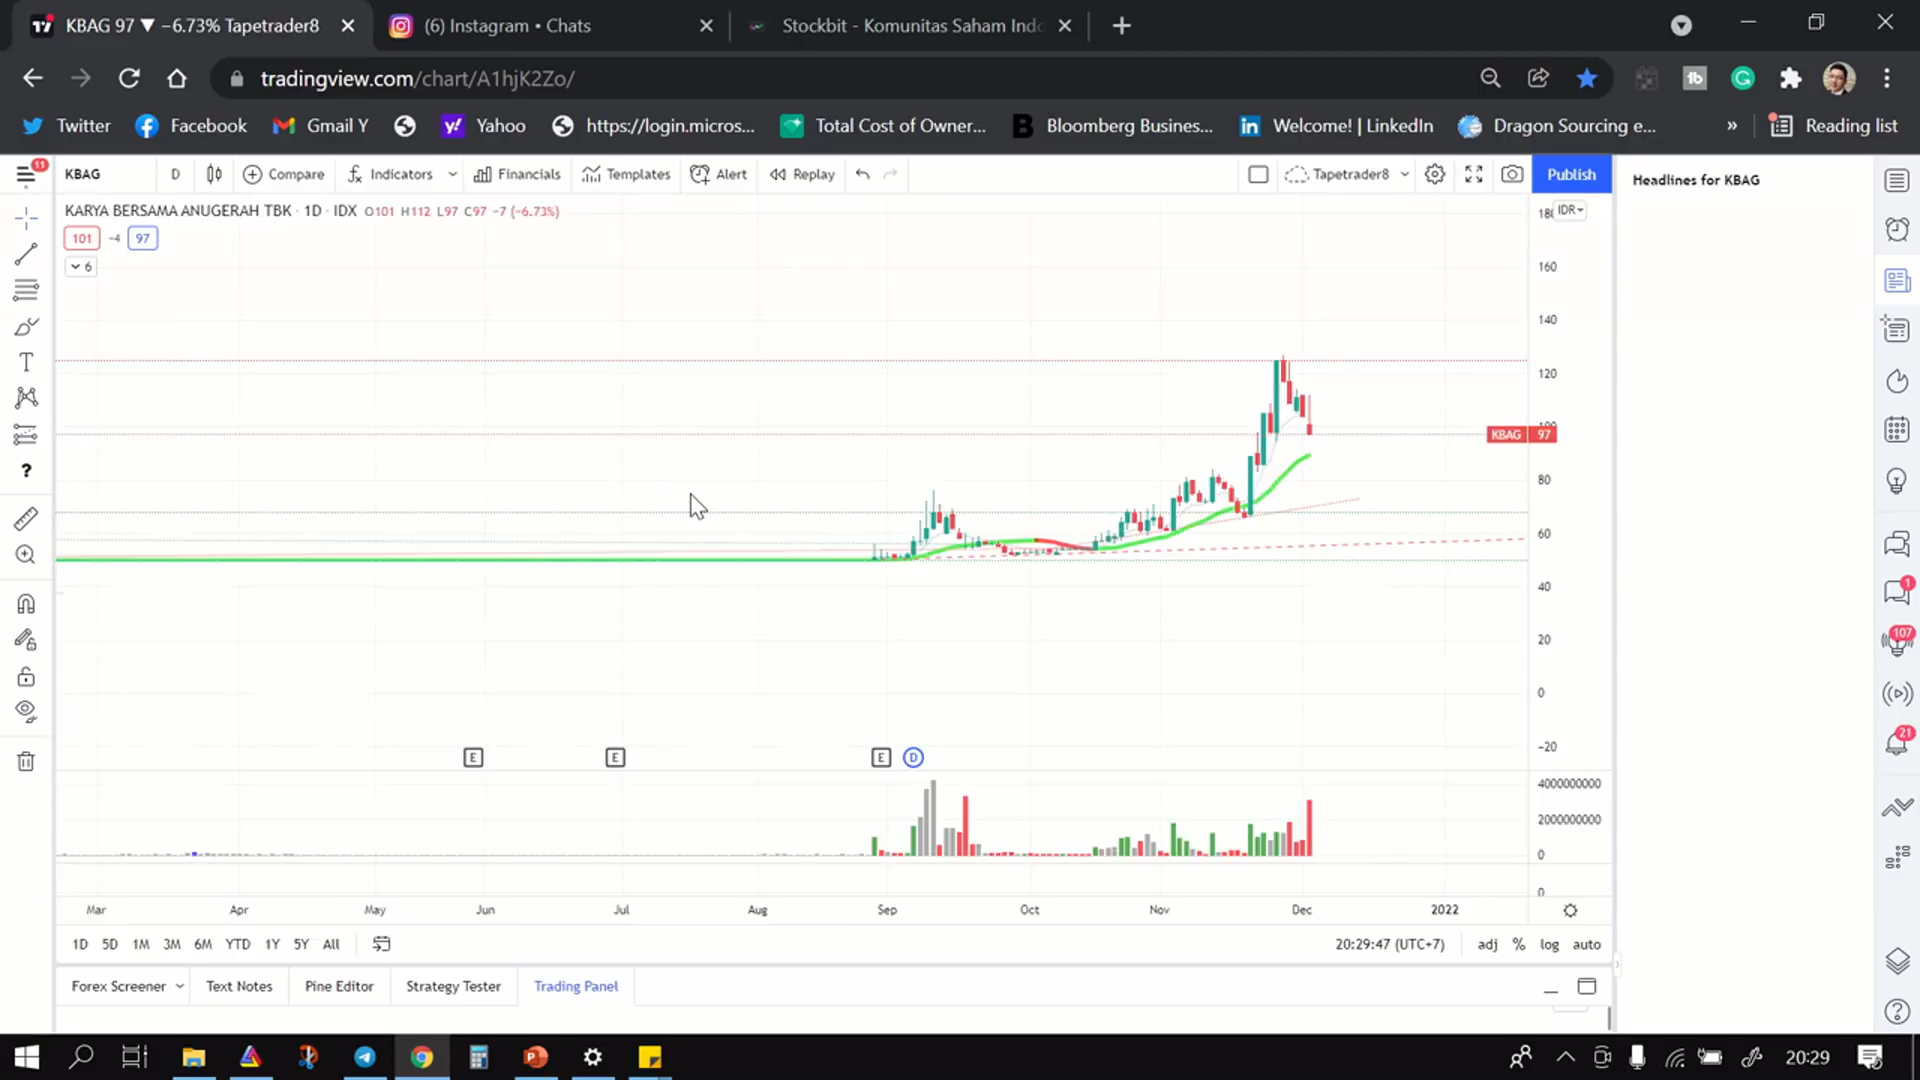 KBAG 97 ▼ −6.73% Tapetrader8
(6) Instagram • Chats
Stockbit - Komunitas Saham Indo
tradingview.com/chart/A1hjK2Zo/
Twitter
Facebook
Gmail Y
Yahoo
https://login.micros...
Total Cost of Owner...
Bloomberg Business...
Welcome! | LinkedIn
Dragon Sourcing e...
»
Reading list
11
KBAG
D
Compare
Indicators
Financials
Templates
Alert
Replay
Tapetrader8
Publish
Headlines for KBAG
KARYA BERSAMA ANUGERAH TBK · 1D · IDX O101 H112 L97 C97 −7 (−6.73%)
IDR
101 −4 97
6
160
140
120
KBAG 97
80
60
40
20
0
−20
E
E
E
D
4000000000
2000000000
0
0
Mar
Apr
May
Jun
Jul
Aug
Sep
Oct
Nov
Dec
2022
1D 5D 1M 3M 6M YTD 1Y 5Y All
20:29:47 (UTC+7)
adj % log auto
Forex Screener
Text Notes
Pine Editor
Strategy Tester
Trading Panel
1
107
21
20:29